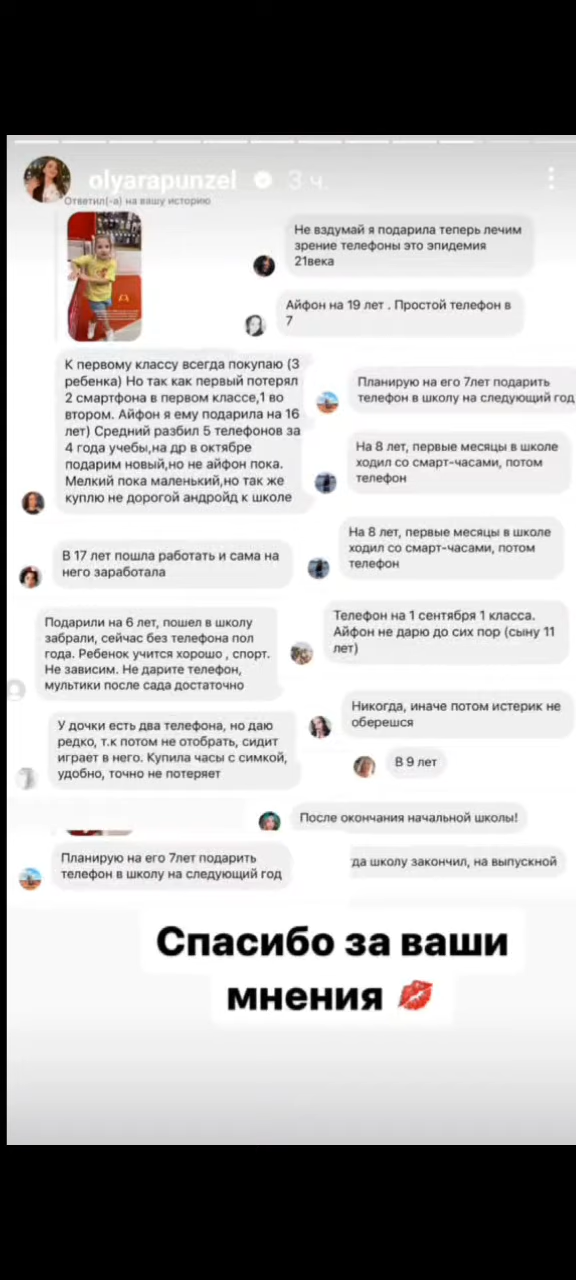 olyarapunzel 3 ч.
Ответил(-а) на вашу историю
Не вздумай я подарила теперь лечим
зрение телефоны это эпидемия
21века
Айфон на 19 лет . Простой телефон в
7
К первому классу всегда покупаю (3
ребенка) Но так как первый потерял
2 смартфона в первом классе,1 во
втором. Айфон я ему подарила на 16
лет) Средний разбил 5 телефонов за
4 года учебы,на др в октябре
подарим новый,но не айфон пока.
Мелкий пока маленький,но так же
куплю не дорогой андройд к школе
Планирую на его 7лет подарить
телефон в школу на следующий год
На 8 лет, первые месяцы в школе
ходил со смарт-часами, потом
телефон
В 17 лет пошла работать и сама на
него заработала
На 8 лет, первые месяцы в школе
ходил со смарт-часами, потом
телефон
Подарили на 6 лет, пошел в школу
забрали, сейчас без телефона пол
года. Ребенок учится хорошо , спорт.
Не зависим. Не дарите телефон,
мультики после сада достаточно
Телефон на 1 сентября 1 класса.
Айфон не дарю до сих пор (сыну 11
лет)
У дочки есть два телефона, но даю
редко, т.к потом не отобрать, сидит
играет в него. Купила часы с симкой,
удобно, точно не потеряет
Никогда, иначе потом истерик не
оберешся
В 9 лет
После окончания начальной школы!
Планирую на его 7лет подарить
телефон в школу на следующий год
да школу закончил, на выпускной
Спасибо за ваши
мнения 💋